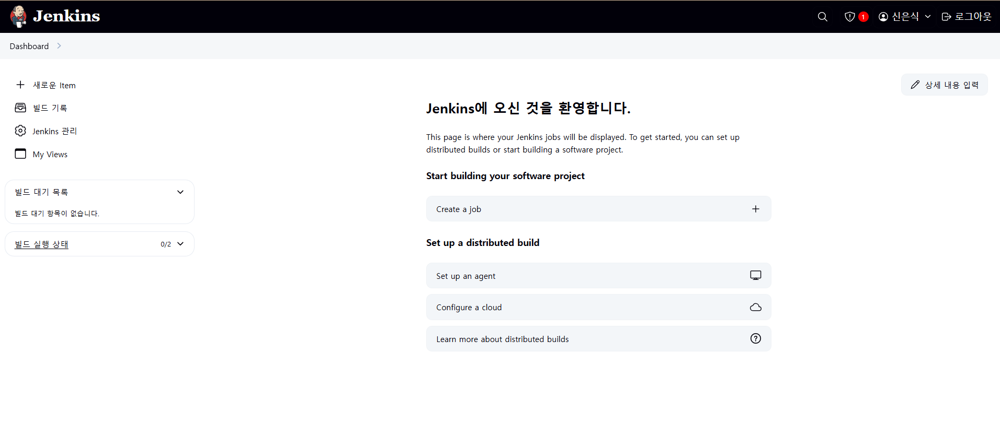 Jenkins
1
신은식
로그아웃
Dashboard
새로운 Item
빌드 기록
Jenkins 관리
My Views
빌드 대기 목록
빌드 대기 항목이 없습니다.
빌드 실행 상태
0/2
상세 내용 입력
Jenkins에 오신 것을 환영합니다.
This page is where your Jenkins jobs will be displayed. To get started, you can set up
distributed builds or start building a software project.
Start building your software project
Create a job
Set up a distributed build
Set up an agent
Configure a cloud
Learn more about distributed builds